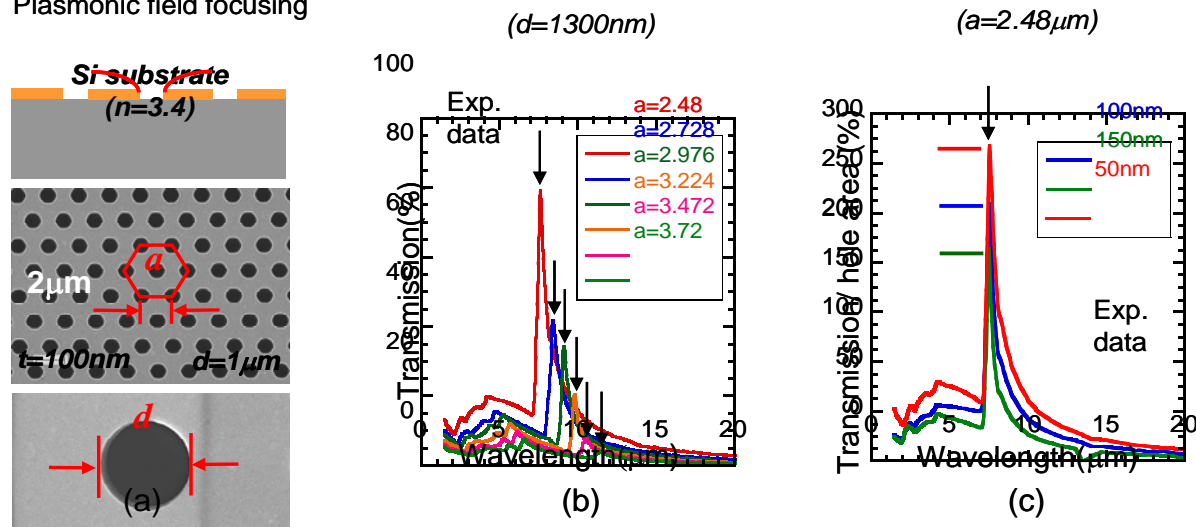 Plasmonic field focusing
Si substrate
(n=3.4)
a
2μm
t=100nm d=1μm
d
(a)
(d=1300nm)
100
80
60
40
20
0
Transmission(%)
Exp.
data
a=2.48
a=2.728
a=2.976
a=3.224
a=3.472
a=3.72
0 5 10 15 20
Wavelength(μm)
(b)
(a=2.48μm)
300
250
200
150
100
50
0
Transmission/ hole area (%)
100nm
150nm
50nm
Exp.
data
0 5 10 15 20
Wavelength(μm)
(c)